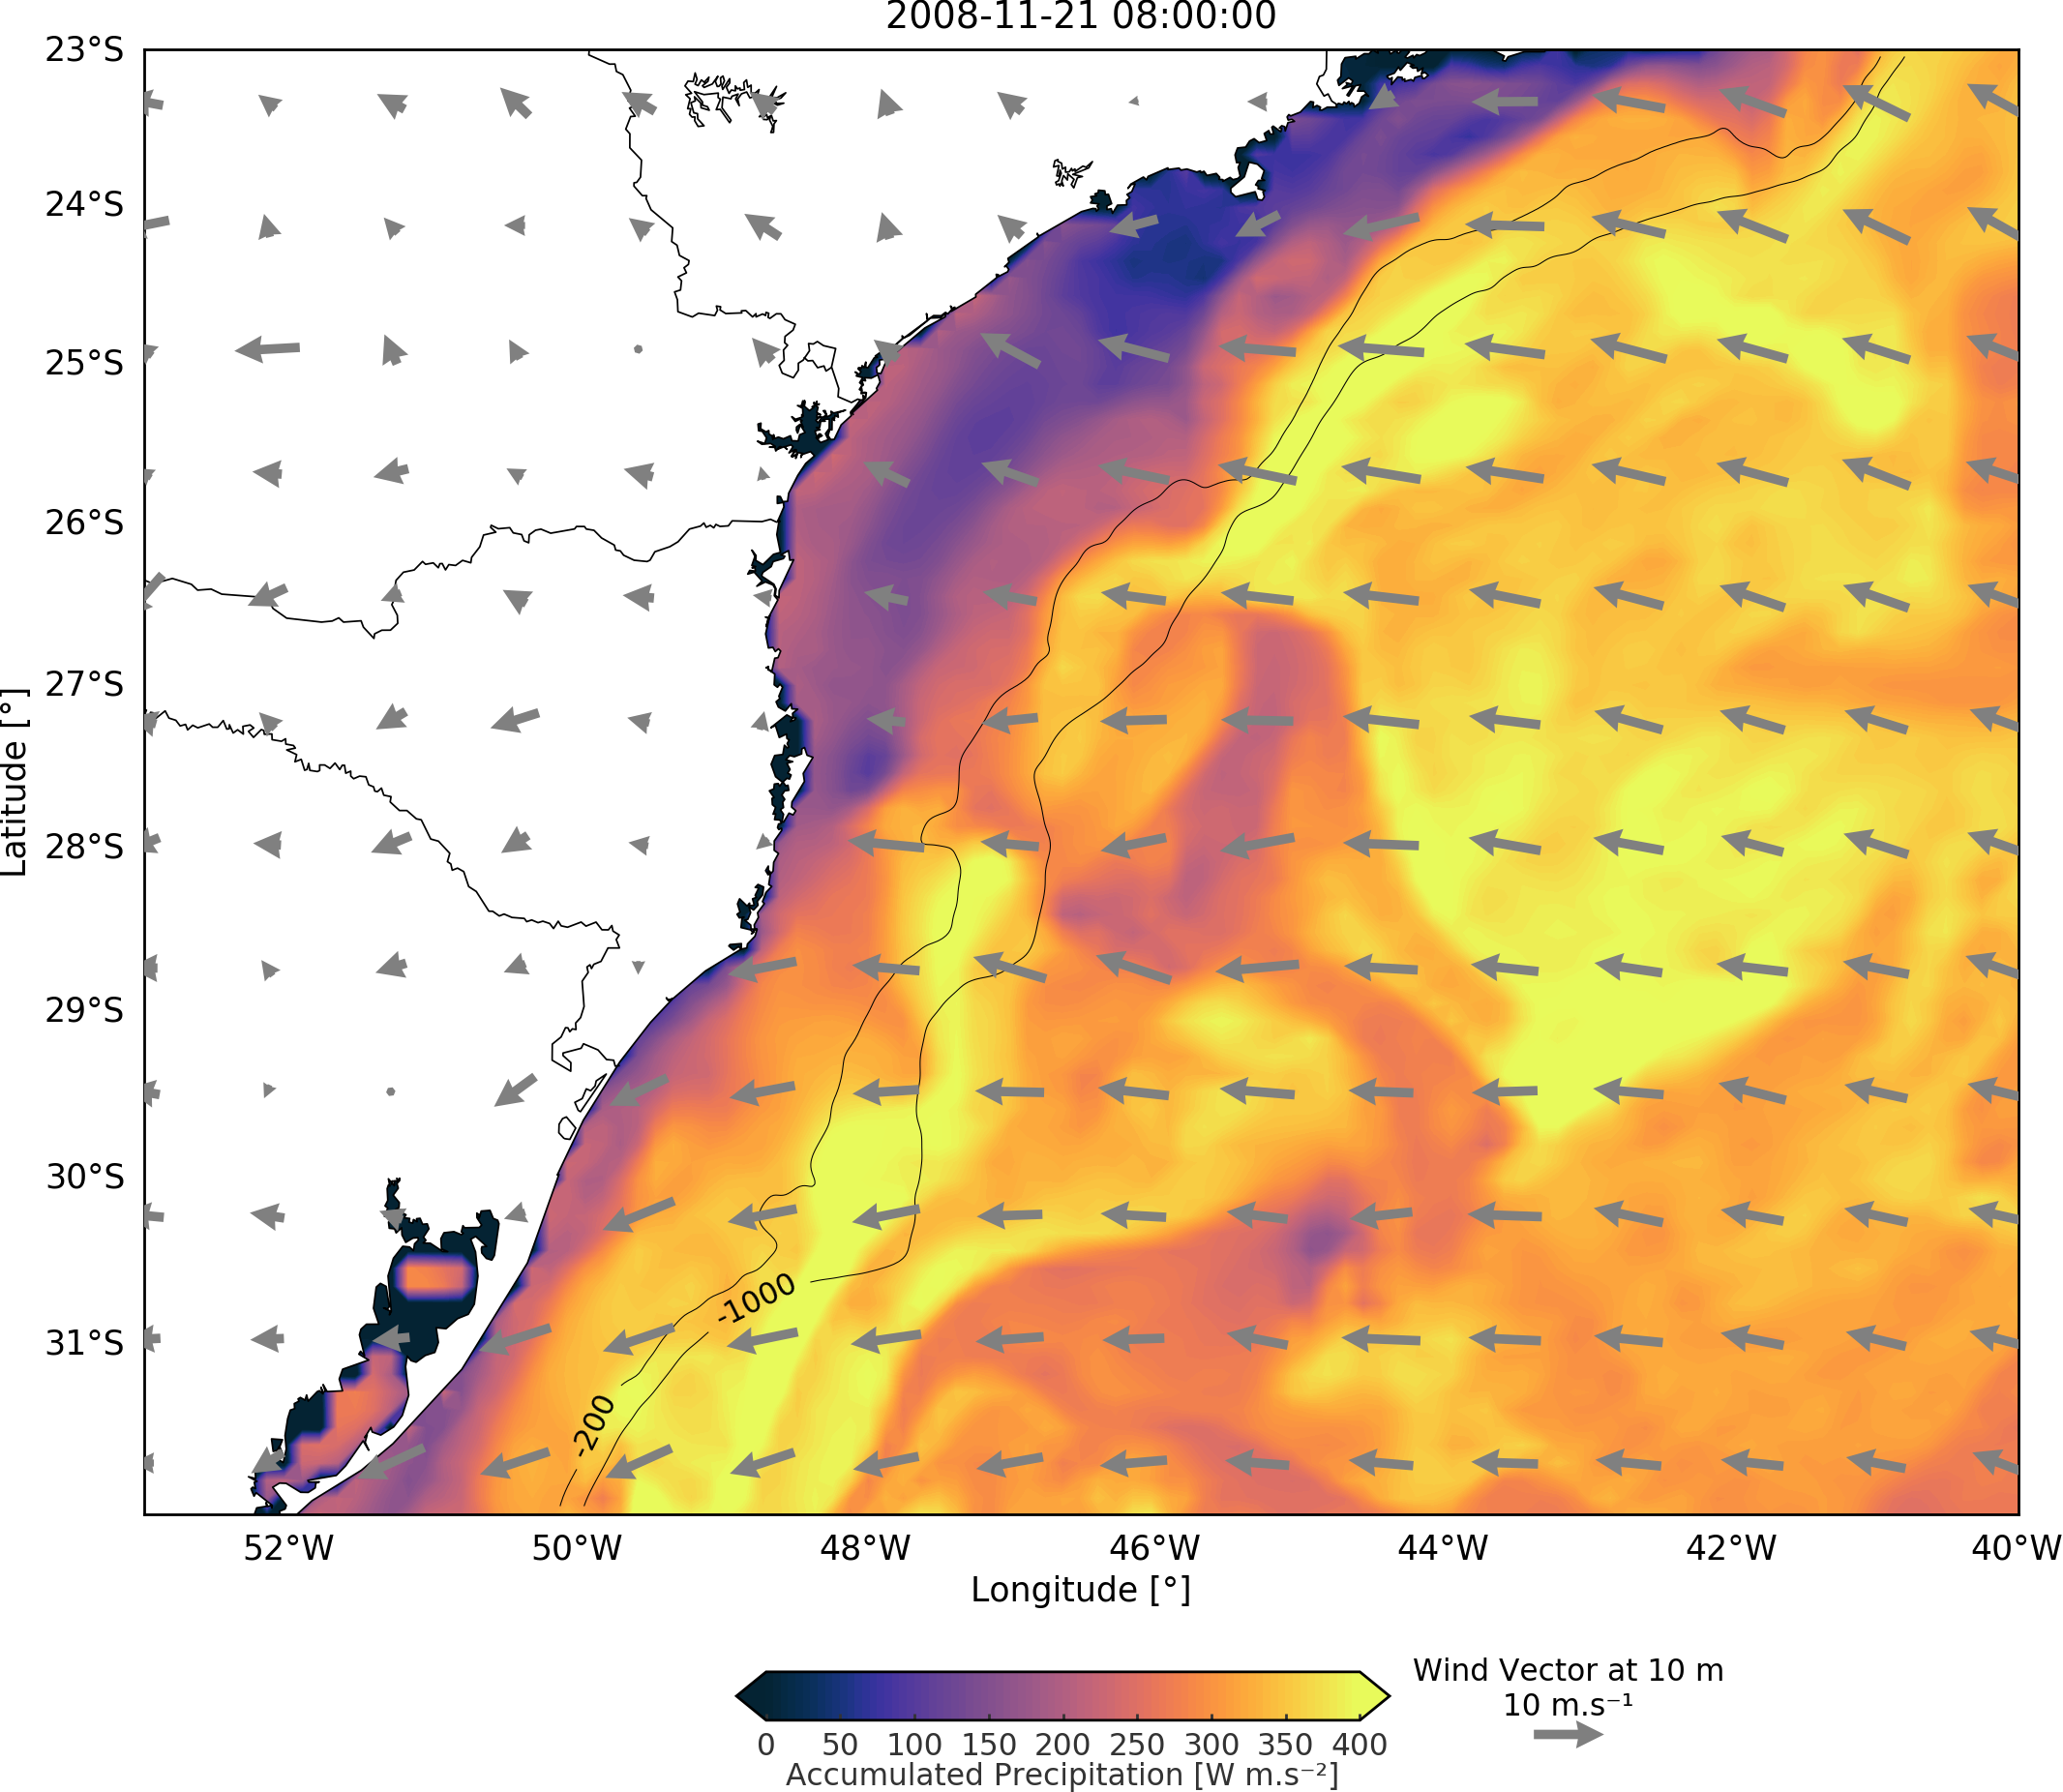 2008-11-21 08:00:00
23°S
24°S
25°S
26°S
27°S
28°S
29°S
30°S
31°S
Latitude [°]
-1000
-200
52°W 50°W 48°W 46°W 44°W 42°W 40°W
Longitude [°]
Wind Vector at 10 m
10 m.s⁻¹
0 50 100 150 200 250 300 350 400
Accumulated Precipitation [W m.s⁻²]